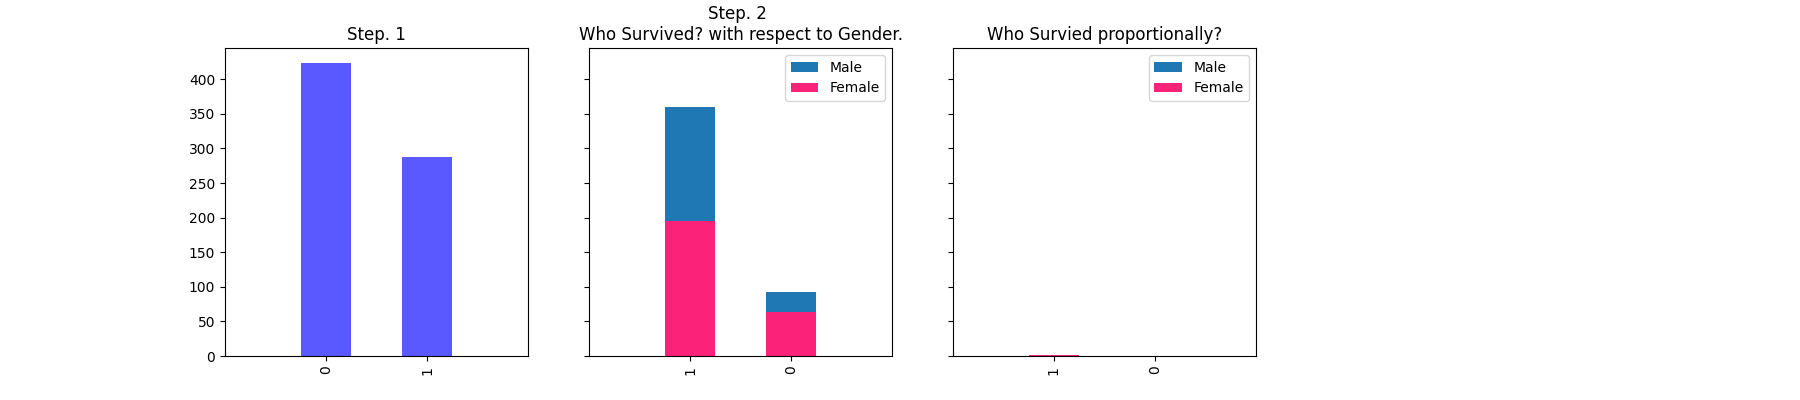 Step. 1
400
350
300
250
200
150
100
50
0
0
1
Step. 2
Who Survived? with respect to Gender.
Male
Female
1
0
Who Survied proportionally?
Male
Female
1
0